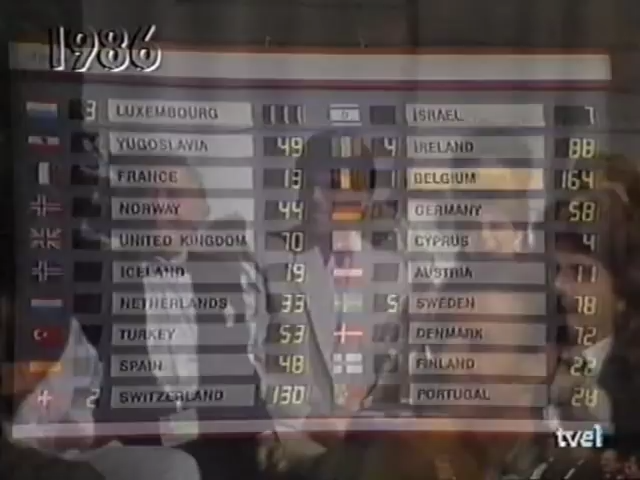 1986
3 LUXEMBOURG 111 ISRAEL 7
YUGOSLAVIA 49 4 IRELAND 88
FRANCE 13 1 BELGIUM 164
NORWAY 44 GERMANY 58
UNITED KINGDOM 70 CYPRUS 4
ICELAND 19 AUSTRIA 11
NETHERLANDS 33 5 SWEDEN 78
TURKEY 53 DENMARK 72
SPAIN 48 FINLAND 22
2 SWITZERLAND 130 PORTUGAL 28
tve1